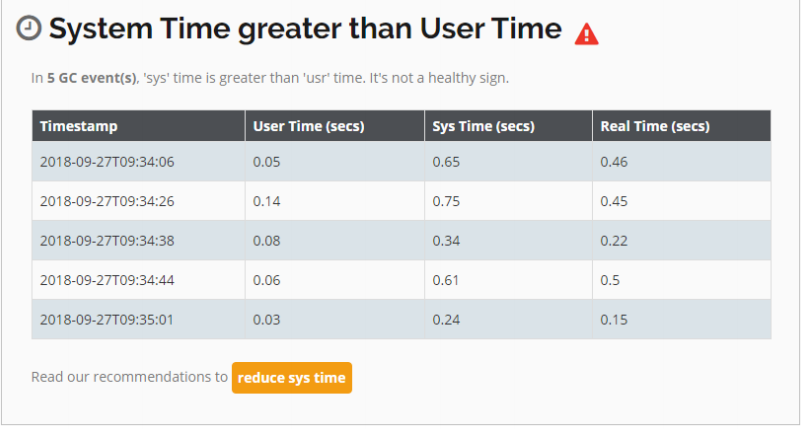 System Time greater than User Time
In 5 GC event(s), 'sys' time is greater than 'usr' time. It's not a healthy sign.
Timestamp User Time (secs) Sys Time (secs) Real Time (secs)
2018-09-27T09:34:06 0.05 0.65 0.46
2018-09-27T09:34:26 0.14 0.75 0.45
2018-09-27T09:34:38 0.08 0.34 0.22
2018-09-27T09:34:44 0.06 0.61 0.5
2018-09-27T09:35:01 0.03 0.24 0.15
Read our recommendations to reduce sys time